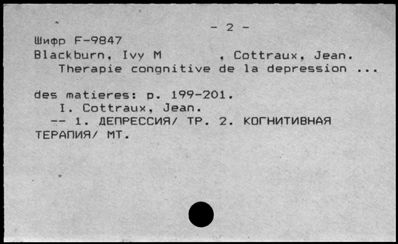 - 2 -
Шифр F-9847
Blackburn, Ivy M , Cottraux, Jean.
Therapie congnitive de la depression ...
des matieres: p. 199-201.
I. Cottraux, Jean.
-- 1. ДЕПРЕССИЯ/ ТР. 2. КОГНИТИВНАЯ
ТЕРАПИЯ/ МТ.